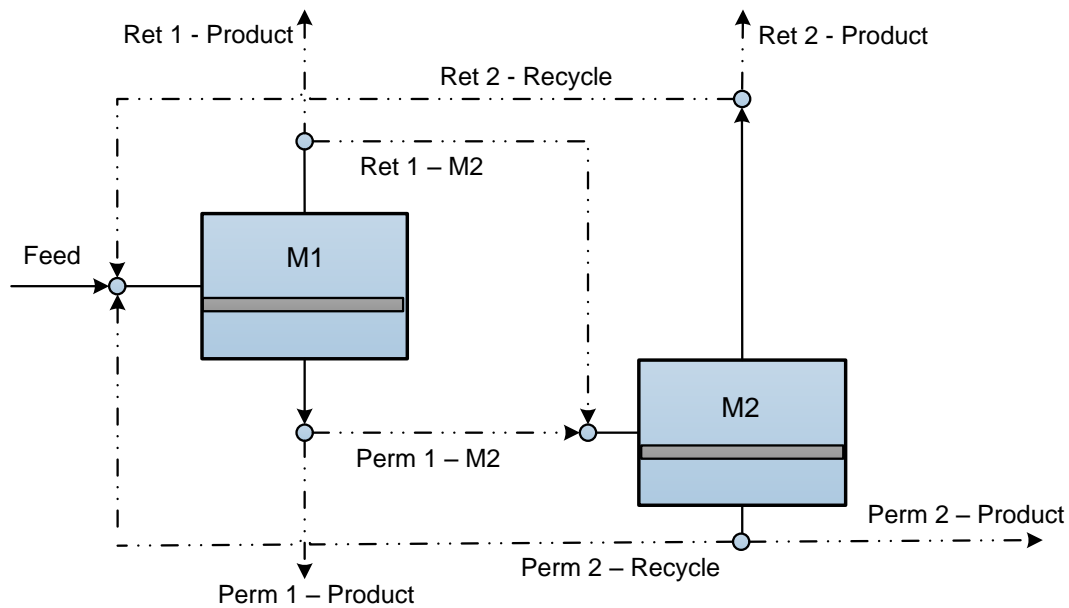 Ret 1 - Product
Ret 2 - Product
Ret 2 - Recycle
Ret 1 – M2
Feed
M1
M2
Perm 1 – M2
Perm 2 – Product
Perm 2 – Recycle
Perm 1 – Product